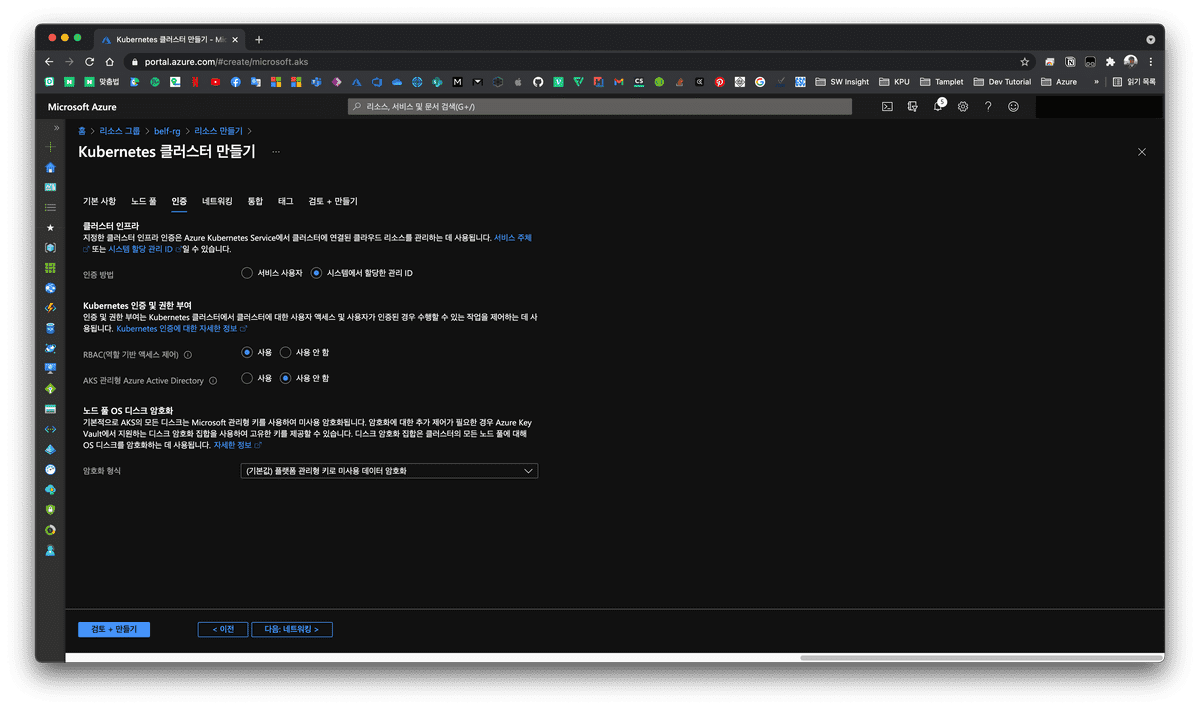 Kubernetes 클러스터 만들기 - Mic
portal.azure.com/#create/microsoft.aks
맞춤법
SW Insight
KPU
Tamplet
Dev Tutorial
Azure
»
읽기 목록
Microsoft Azure
리소스, 서비스 및 문서 검색(G+/)
5
홈 > 리소스 그룹 > belf-rg > 리소스 만들기 >
Kubernetes 클러스터 만들기 ...
기본 사항 노드 풀 인증 네트워킹 통합 태그 검토 + 만들기
클러스터 인프라
지정한 클러스터 인프라 인증은 Azure Kubernetes Service에서 클러스터에 연결된 클라우드 리소스를 관리하는 데 사용됩니다. 서비스 주체
또는 시스템 할당 관리 ID 일 수 있습니다.
인증 방법 서비스 사용자 시스템에서 할당한 관리 ID
Kubernetes 인증 및 권한 부여
인증 및 권한 부여는 Kubernetes 클러스터에서 클러스터에 대한 사용자 액세스 및 사용자가 인증된 경우 수행할 수 있는 작업을 제어하는 데 사
용됩니다. Kubernetes 인증에 대한 자세한 정보
RBAC(역할 기반 액세스 제어) 사용 사용 안 함
AKS 관리형 Azure Active Directory 사용 사용 안 함
노드 풀 OS 디스크 암호화
기본적으로 AKS의 모든 디스크는 Microsoft 관리형 키를 사용하여 미사용 암호화됩니다. 암호화에 대한 추가 제어가 필요한 경우 Azure Key
Vault에서 지원하는 디스크 암호화 집합을 사용하여 고유한 키를 제공할 수 있습니다. 디스크 암호화 집합은 클러스터의 모든 노드 풀에 대해
OS 디스크를 암호화하는 데 사용됩니다. 자세한 정보
암호화 형식 (기본값) 플랫폼 관리형 키로 미사용 데이터 암호화
검토 + 만들기 < 이전 다음: 네트워킹 >